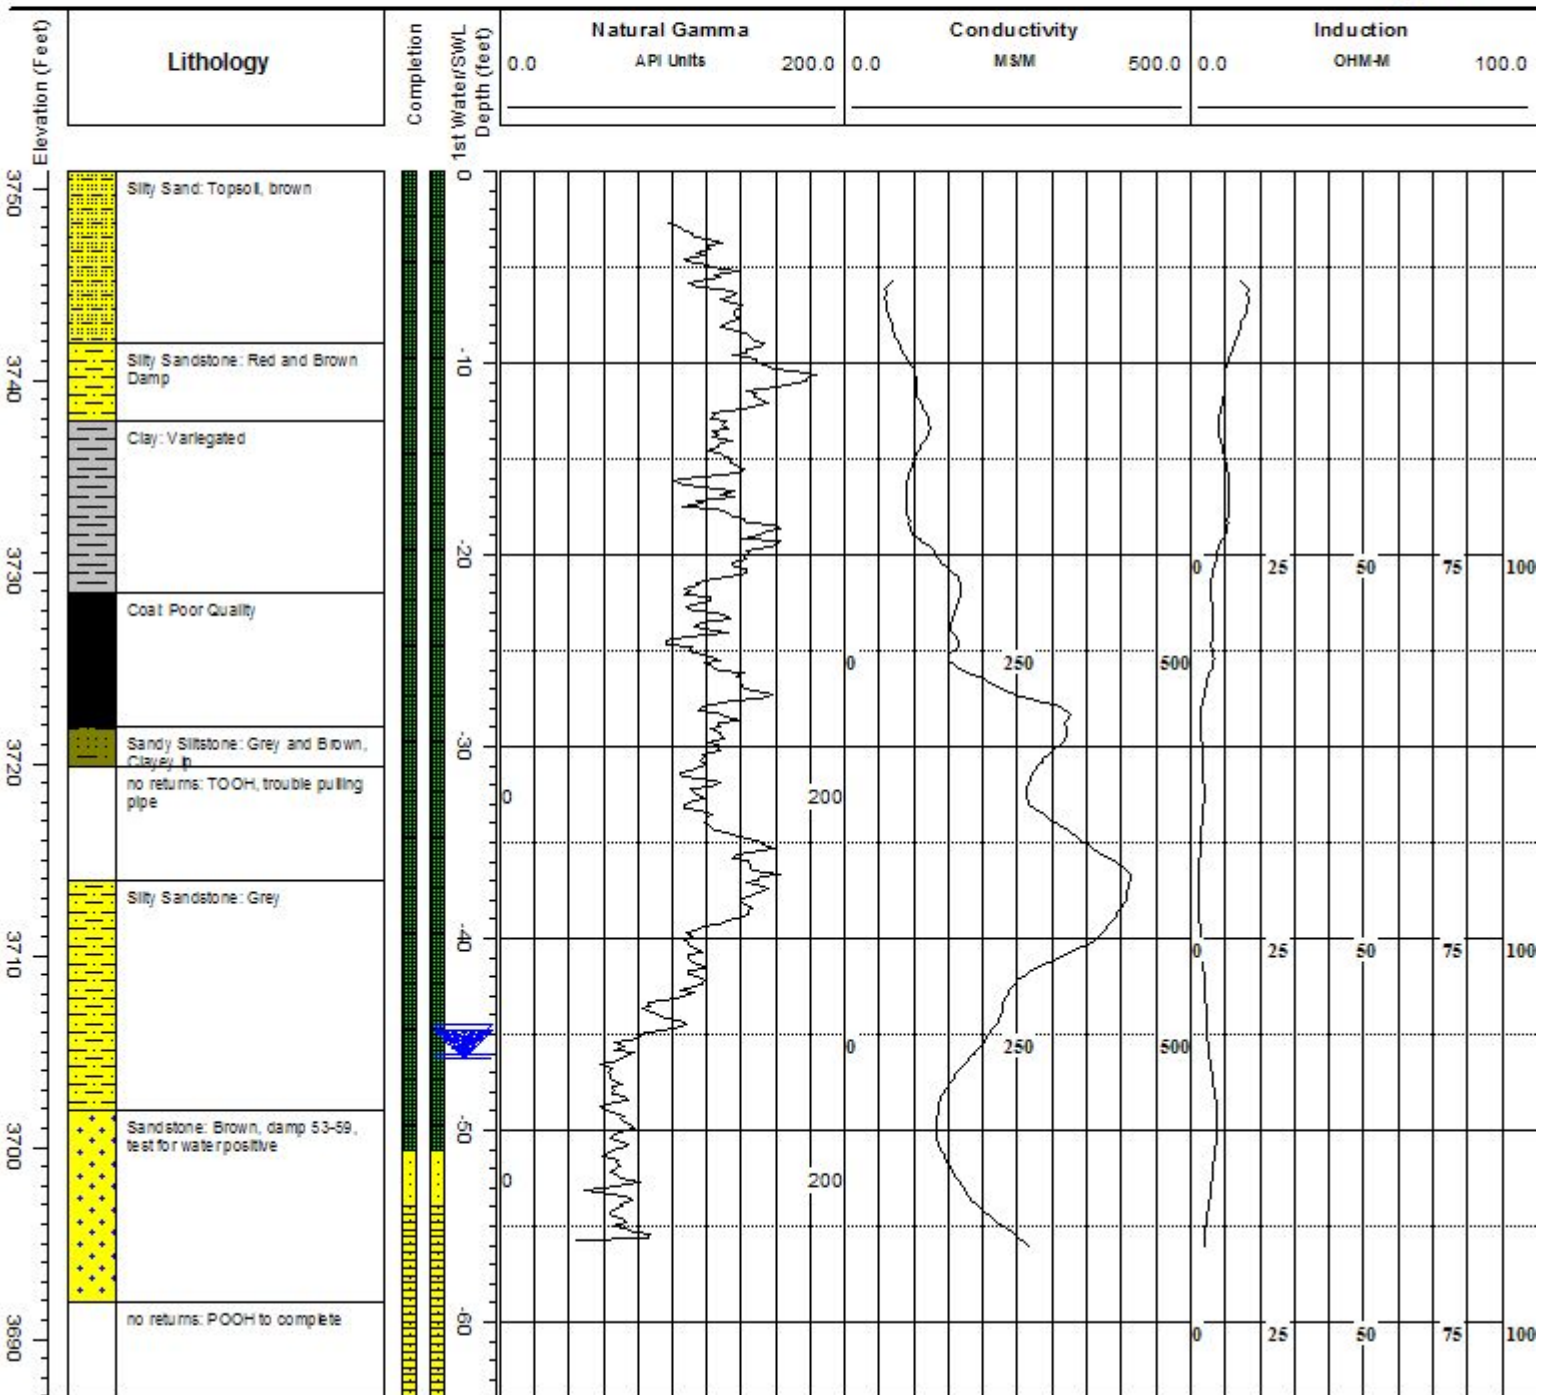 Elevation (Feet)
Lithology
Completion
1st Water/SWL
Depth (feet)
Natural Gamma
0.0 API Units 200.0
Conductivity
0.0 MS/M 500.0
Induction
0.0 OHM-M 100.0
3750
3740
3730
3720
3710
3700
3690
Silty Sand: Topsoil, brown
Silty Sandstone: Red and Brown
Damp
Clay: Variegated
Coal: Poor Quality
Sandy Siltstone: Grey and Brown,
Clayey ip
no returns: TOOH, trouble pulling
pipe
Silty Sandstone: Grey
Sandstone: Brown, damp 53-59,
test for water positive
no returns: POOH to complete
0
-10
-20
-30
-40
-50
-60
0 25 50 75 100
0 250 500
0 200
0 25 50 75 100
0 250 500
0 200
0 25 50 75 100